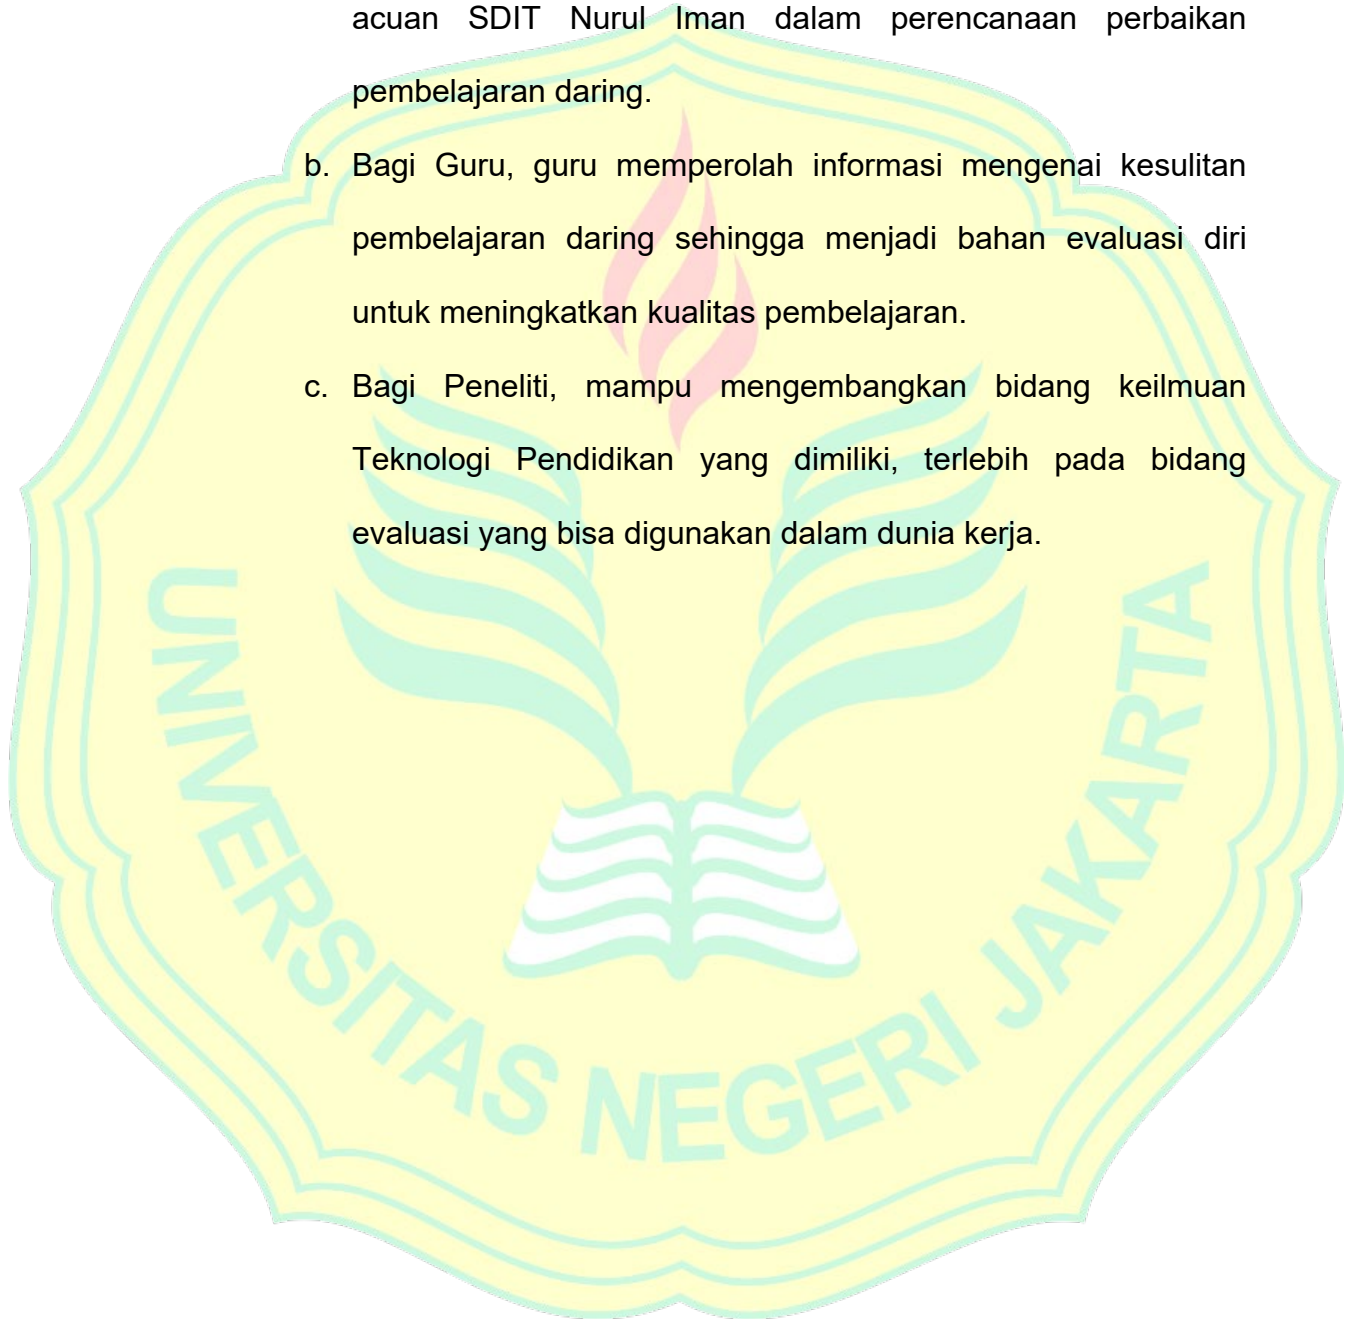 acuan SDIT Nurul Iman dalam perencanaan perbaikan
pembelajaran daring.
b. Bagi Guru, guru memperolah informasi mengenai kesulitan
pembelajaran daring sehingga menjadi bahan evaluasi diri
untuk meningkatkan kualitas pembelajaran.
c. Bagi Peneliti, mampu mengembangkan bidang keilmuan
Teknologi Pendidikan yang dimiliki, terlebih pada bidang
evaluasi yang bisa digunakan dalam dunia kerja.
UNIVERSITAS NEGERI JAKARTA